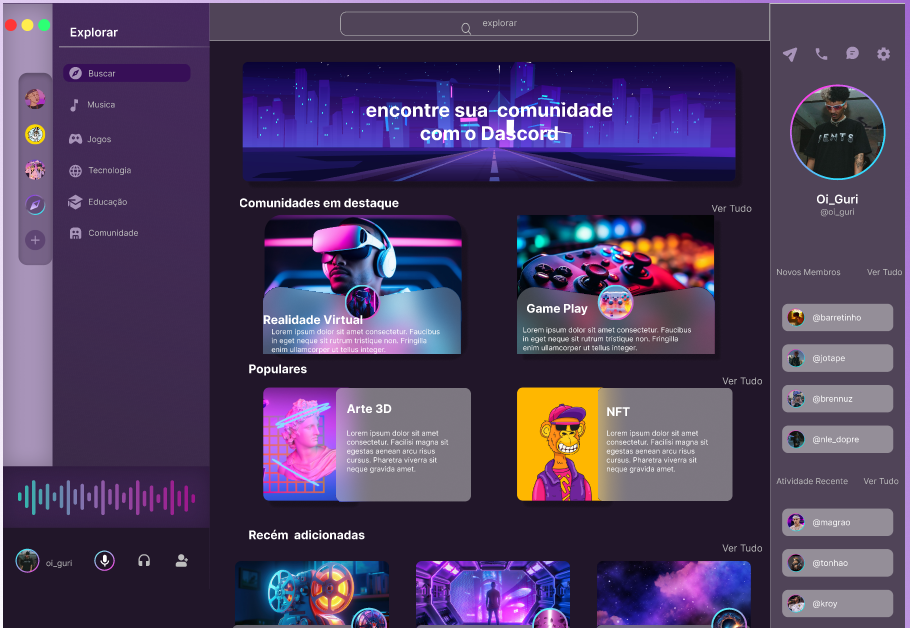 Explorar
Buscar
Musica
Jogos
Tecnologia
Educação
Comunidade
oi_guri
explorar
encontre sua comunidade
com o Dascord
Comunidades em destaque
Ver Tudo
Realidade Virtual
Lorem ipsum dolor sit amet consectetur. Faucibus
in eget neque sit rutrum tristique non. Fringilla
enim ullamcorper ut tellus integer.
Game Play
Lorem ipsum dolor sit amet consectetur. Faucibus
in eget neque sit rutrum tristique non. Fringilla
enim ullamcorper ut tellus integer.
Populares
Ver Tudo
Arte 3D
Lorem ipsum dolor sit amet
consectetur. Facilisi magna sit
egestas aenean arcu risus
cursus. Pharetra viverra sit
neque gravida amet.
NFT
Lorem ipsum dolor sit amet
consectetur. Facilisi magna sit
egestas aenean arcu risus
cursus. Pharetra viverra sit
neque gravida amet.
Recém adicionadas
Ver Tudo
Oi_Guri
@oi_guri
Novos Membros
Ver Tudo
@barretinho
@jotape
@brennuz
@nle_dopre
Atividade Recente
Ver Tudo
@magrao
@tonhao
@kroy